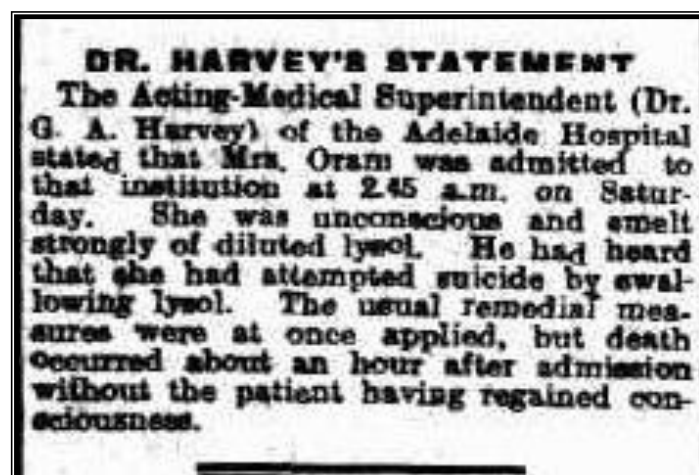 DR. HARVEY'S STATEMENT
The Acting-Medical Superintendent (Dr.
G. A. Harvey) of the Adelaide Hospital
stated that Mrs. Oram was admitted to
that institution at 2.45 a.m. on Satur-
day. She was unconscious and smelt
strongly of diluted lysol. He had heard
that she had attempted suicide by swal-
lowing lysol. The usual remedial mea-
sures were at once applied, but death
occurred about an hour after admission
without the patient having regained con-
sciousness.